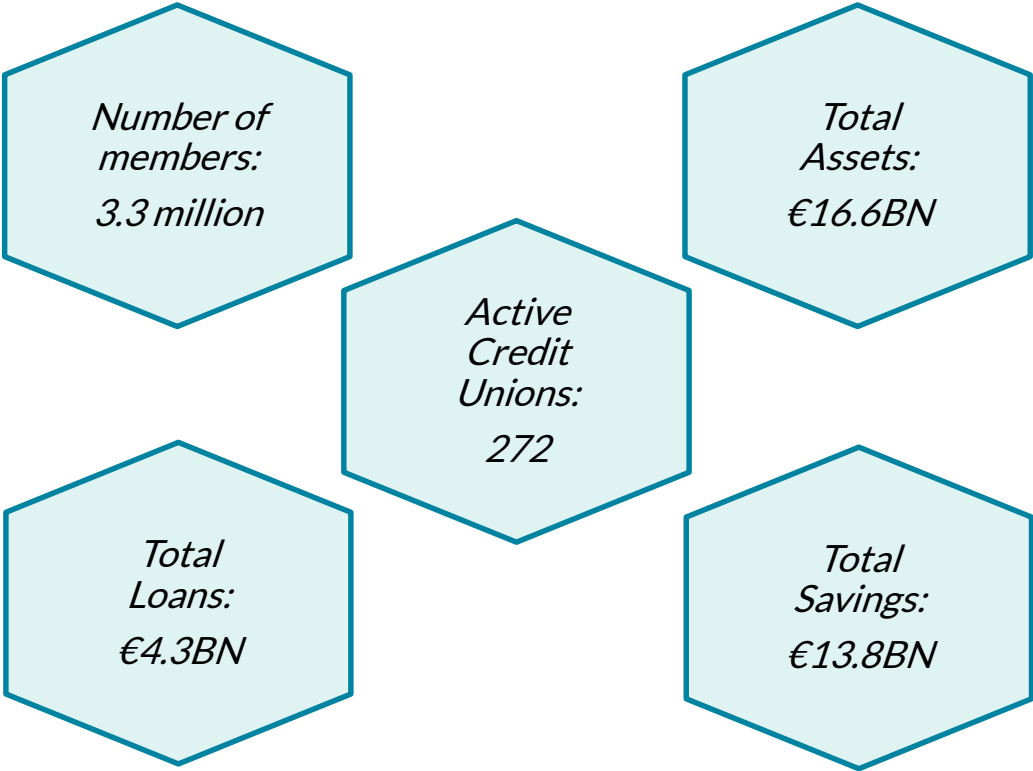 Number of
members:
3.3 million
Total
Assets:
€16.6BN
Active
Credit
Unions:
272
Total
Loans:
€4.3BN
Total
Savings:
€13.8BN